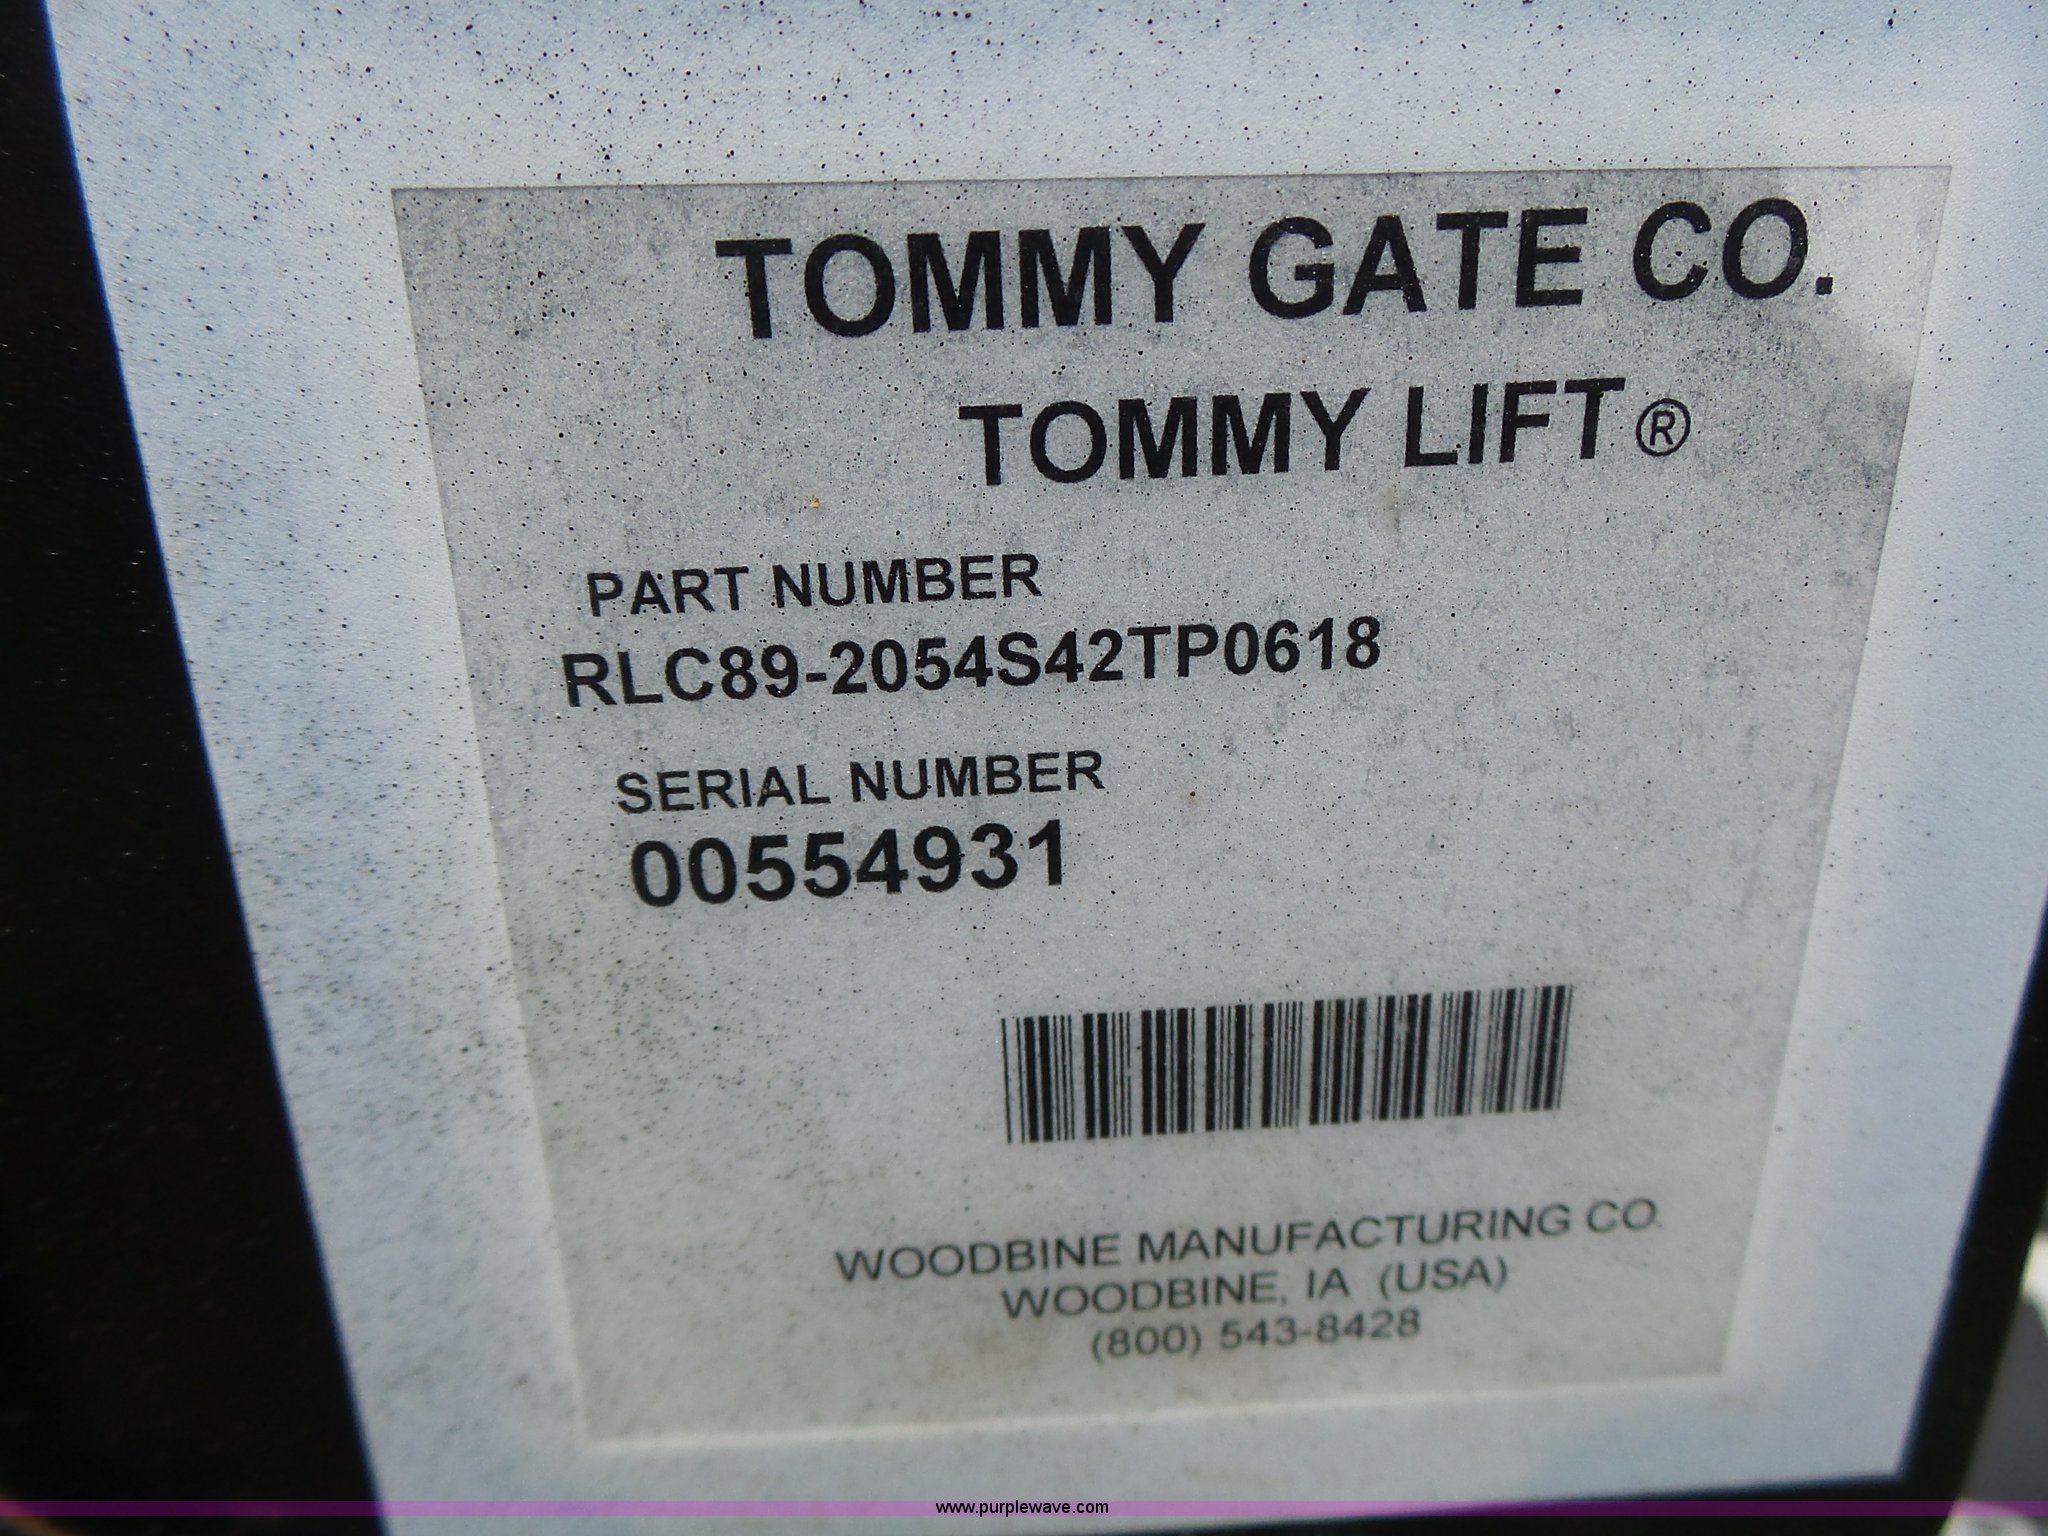 TOMMY GATE CO.
TOMMY LIFT ®
PART NUMBER
RLC89-2054S42TP0618
SERIAL NUMBER
00554931
WOODBINE MANUFACTURING CO.
WOODBINE, IA (USA)
(800) 543-8428
www.purplewave.com